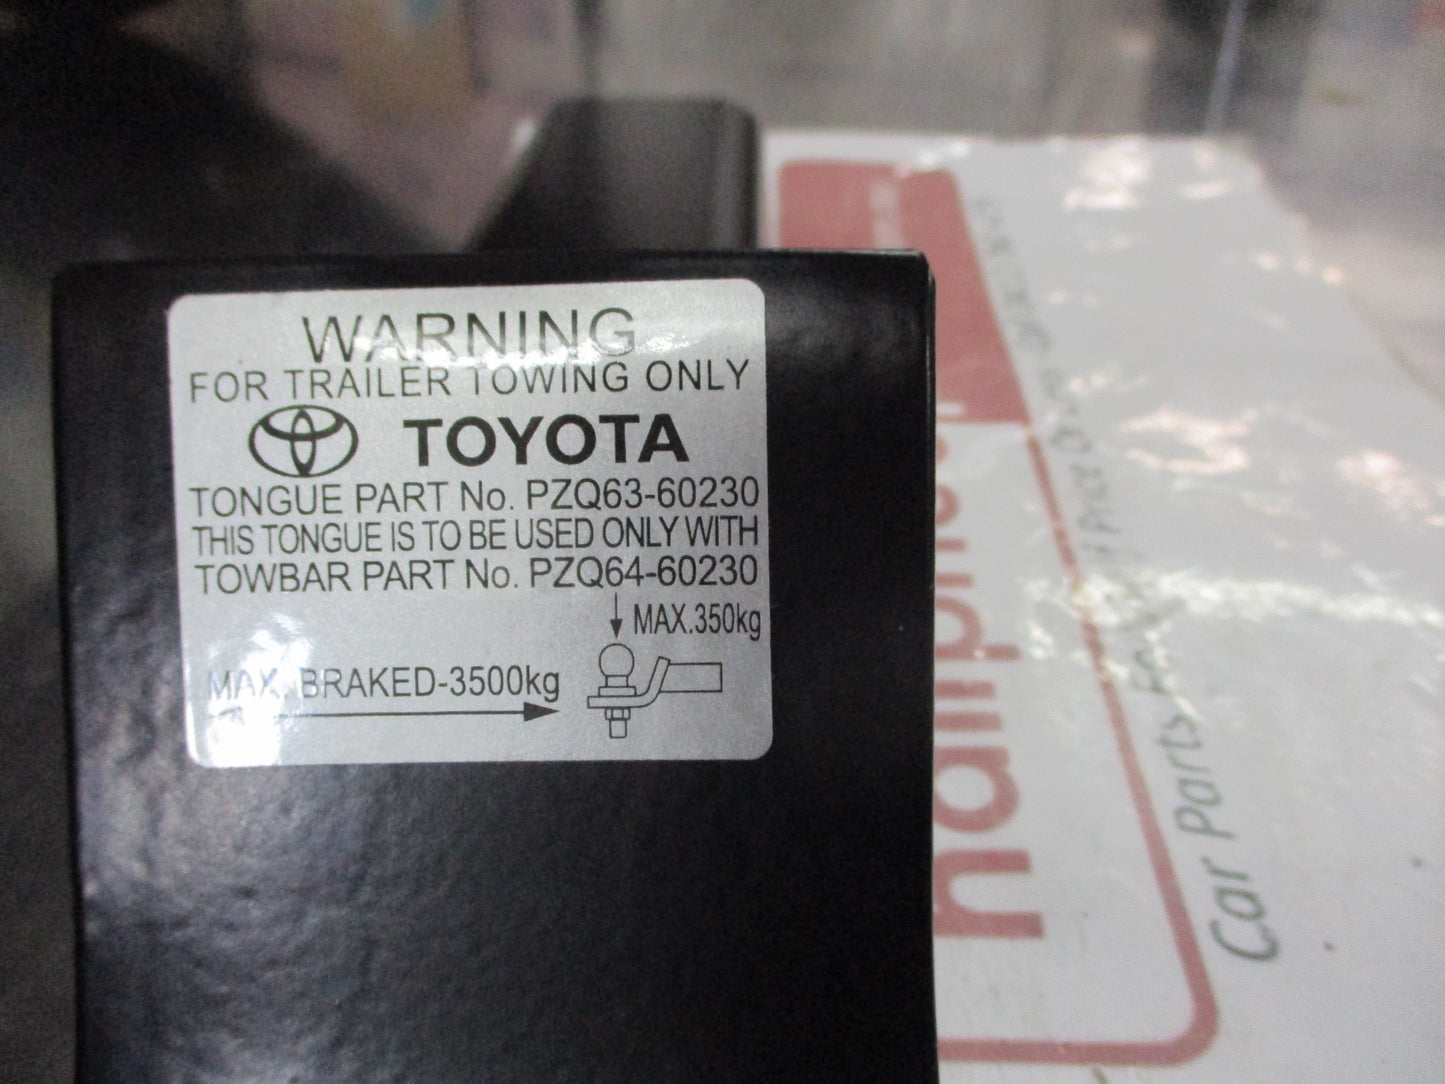 WARNING
FOR TRAILER TOWING ONLY
TOYOTA
TONGUE PART No. PZQ63-60230
THIS TONGUE IS TO BE USED ONLY WITH
TOWBAR PART No. PZQ64-60230
MAX.350kg
MAX. BRAKED-3500kg
Car Parts